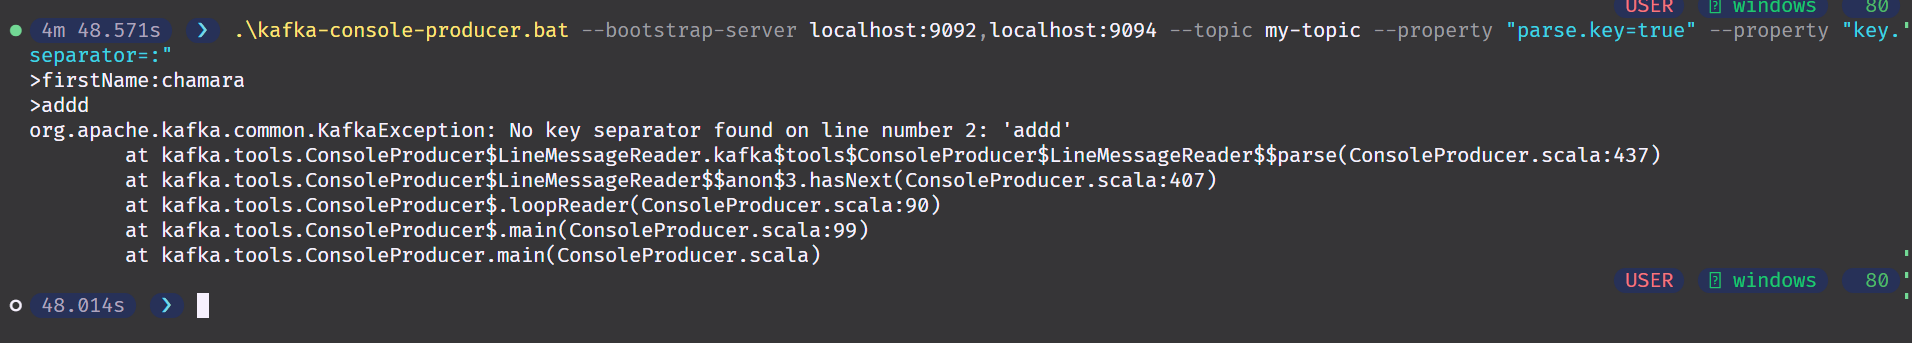 USER windows 80
4m 48.571s ❯ .\kafka-console-producer.bat --bootstrap-server localhost:9092,localhost:9094 --topic my-topic --property "parse.key=true" --property "key.
separator=:"
>firstName:chamara
>addd
org.apache.kafka.common.KafkaException: No key separator found on line number 2: 'addd'
at kafka.tools.ConsoleProducer$LineMessageReader.kafka$tools$ConsoleProducer$LineMessageReader$$parse(ConsoleProducer.scala:437)
at kafka.tools.ConsoleProducer$LineMessageReader$$anon$3.hasNext(ConsoleProducer.scala:407)
at kafka.tools.ConsoleProducer$.loopReader(ConsoleProducer.scala:90)
at kafka.tools.ConsoleProducer$.main(ConsoleProducer.scala:99)
at kafka.tools.ConsoleProducer.main(ConsoleProducer.scala)
USER windows 80
48.014s ❯